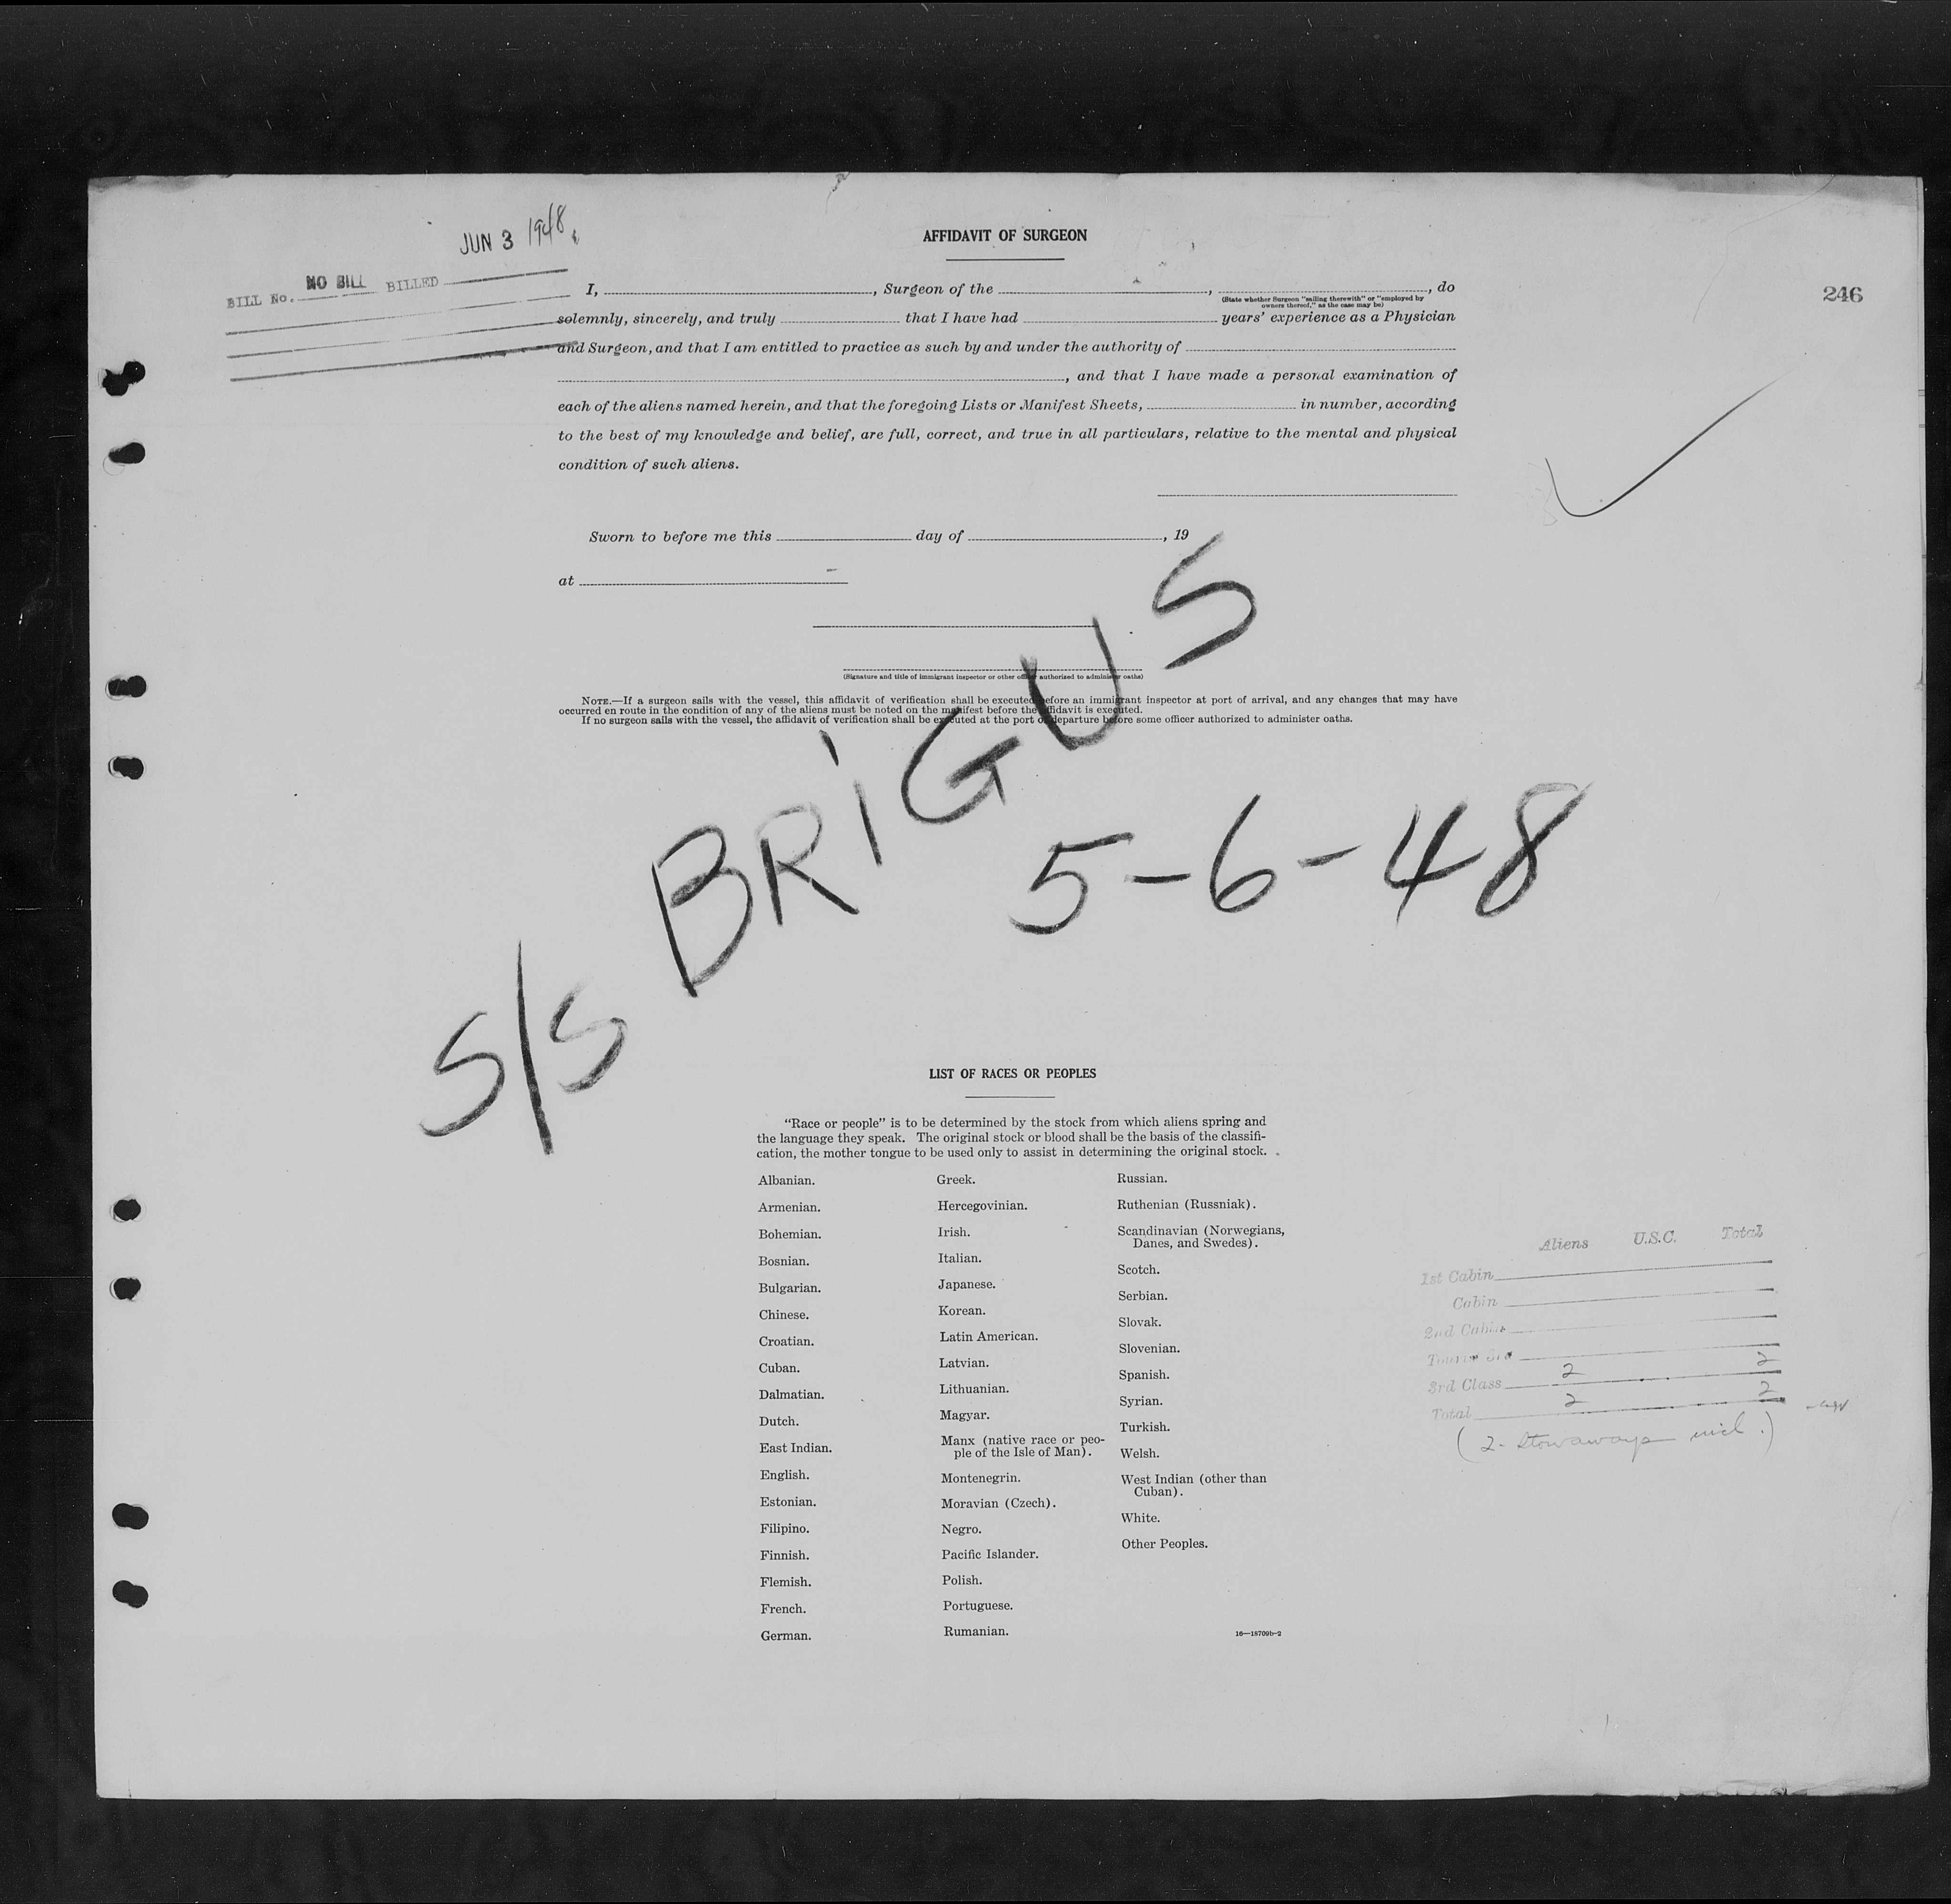 JUN 3 1948
AFFIDAVIT OF SURGEON
BILL No. NO BILL BILLED
246
I, , Surgeon of the , , do
(State whether Surgeon "sailing therewith" or "employed by
owners thereof," as the case may be)
solemnly, sincerely, and truly that I have had years' experience as a Physician
and Surgeon, and that I am entitled to practice as such by and under the authority of
, and that I have made a personal examination of
each of the aliens named herein, and that the foregoing Lists or Manifest Sheets, in number, according
to the best of my knowledge and belief, are full, correct, and true in all particulars, relative to the mental and physical
condition of such aliens.
Sworn to before me this day of , 19
at
(Signature and title of immigrant inspector or other officer authorized to administer oaths)
NOTE.—If a surgeon sails with the vessel, this affidavit of verification shall be executed before an immigrant inspector at port of arrival, and any changes that may have
occurred en route in the condition of any of the aliens must be noted on the manifest before the affidavit is executed.
If no surgeon sails with the vessel, the affidavit of verification shall be executed at the port of departure before some officer authorized to administer oaths.
S/S BRIGUS
5-6-48
LIST OF RACES OR PEOPLES
"Race or people" is to be determined by the stock from which aliens spring and
the language they speak. The original stock or blood shall be the basis of the classifi-
cation, the mother tongue to be used only to assist in determining the original stock.
Albanian.
Armenian.
Bohemian.
Bosnian.
Bulgarian.
Chinese.
Croatian.
Cuban.
Dalmatian.
Dutch.
East Indian.
English.
Estonian.
Filipino.
Finnish.
Flemish.
French.
German.
Greek.
Hercegovinian.
Irish.
Italian.
Japanese.
Korean.
Latin American.
Latvian.
Lithuanian.
Magyar.
Manx (native race or peo-
ple of the Isle of Man).
Montenegrin.
Moravian (Czech).
Negro.
Pacific Islander.
Polish.
Portuguese.
Rumanian.
Russian.
Ruthenian (Russniak).
Scandinavian (Norwegians,
Danes, and Swedes).
Scotch.
Serbian.
Slovak.
Slovenian.
Spanish.
Syrian.
Turkish.
Welsh.
West Indian (other than
Cuban).
White.
Other Peoples.
16—18709b-2
Aliens U.S.C. Total
1st Cabin
Cabin
2nd Cabin
Tourist 3rd
3rd Class 2 2
Total 2 2
(2- Stowaways incl.)